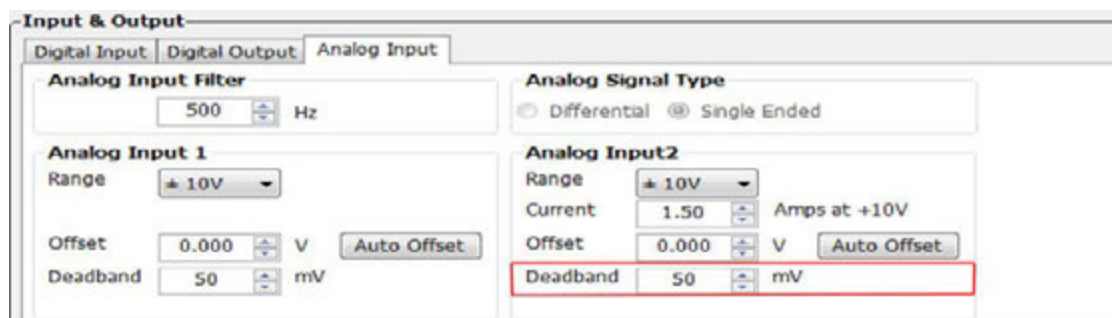 Input & Output
Digital Input Digital Output Analog Input
Analog Input Filter
500 Hz
Analog Signal Type
Differential Single Ended
Analog Input 1
Range ± 10V
Offset 0.000 V Auto Offset
Deadband 50 mV
Analog Input2
Range ± 10V
Current 1.50 Amps at +10V
Offset 0.000 V Auto Offset
Deadband 50 mV